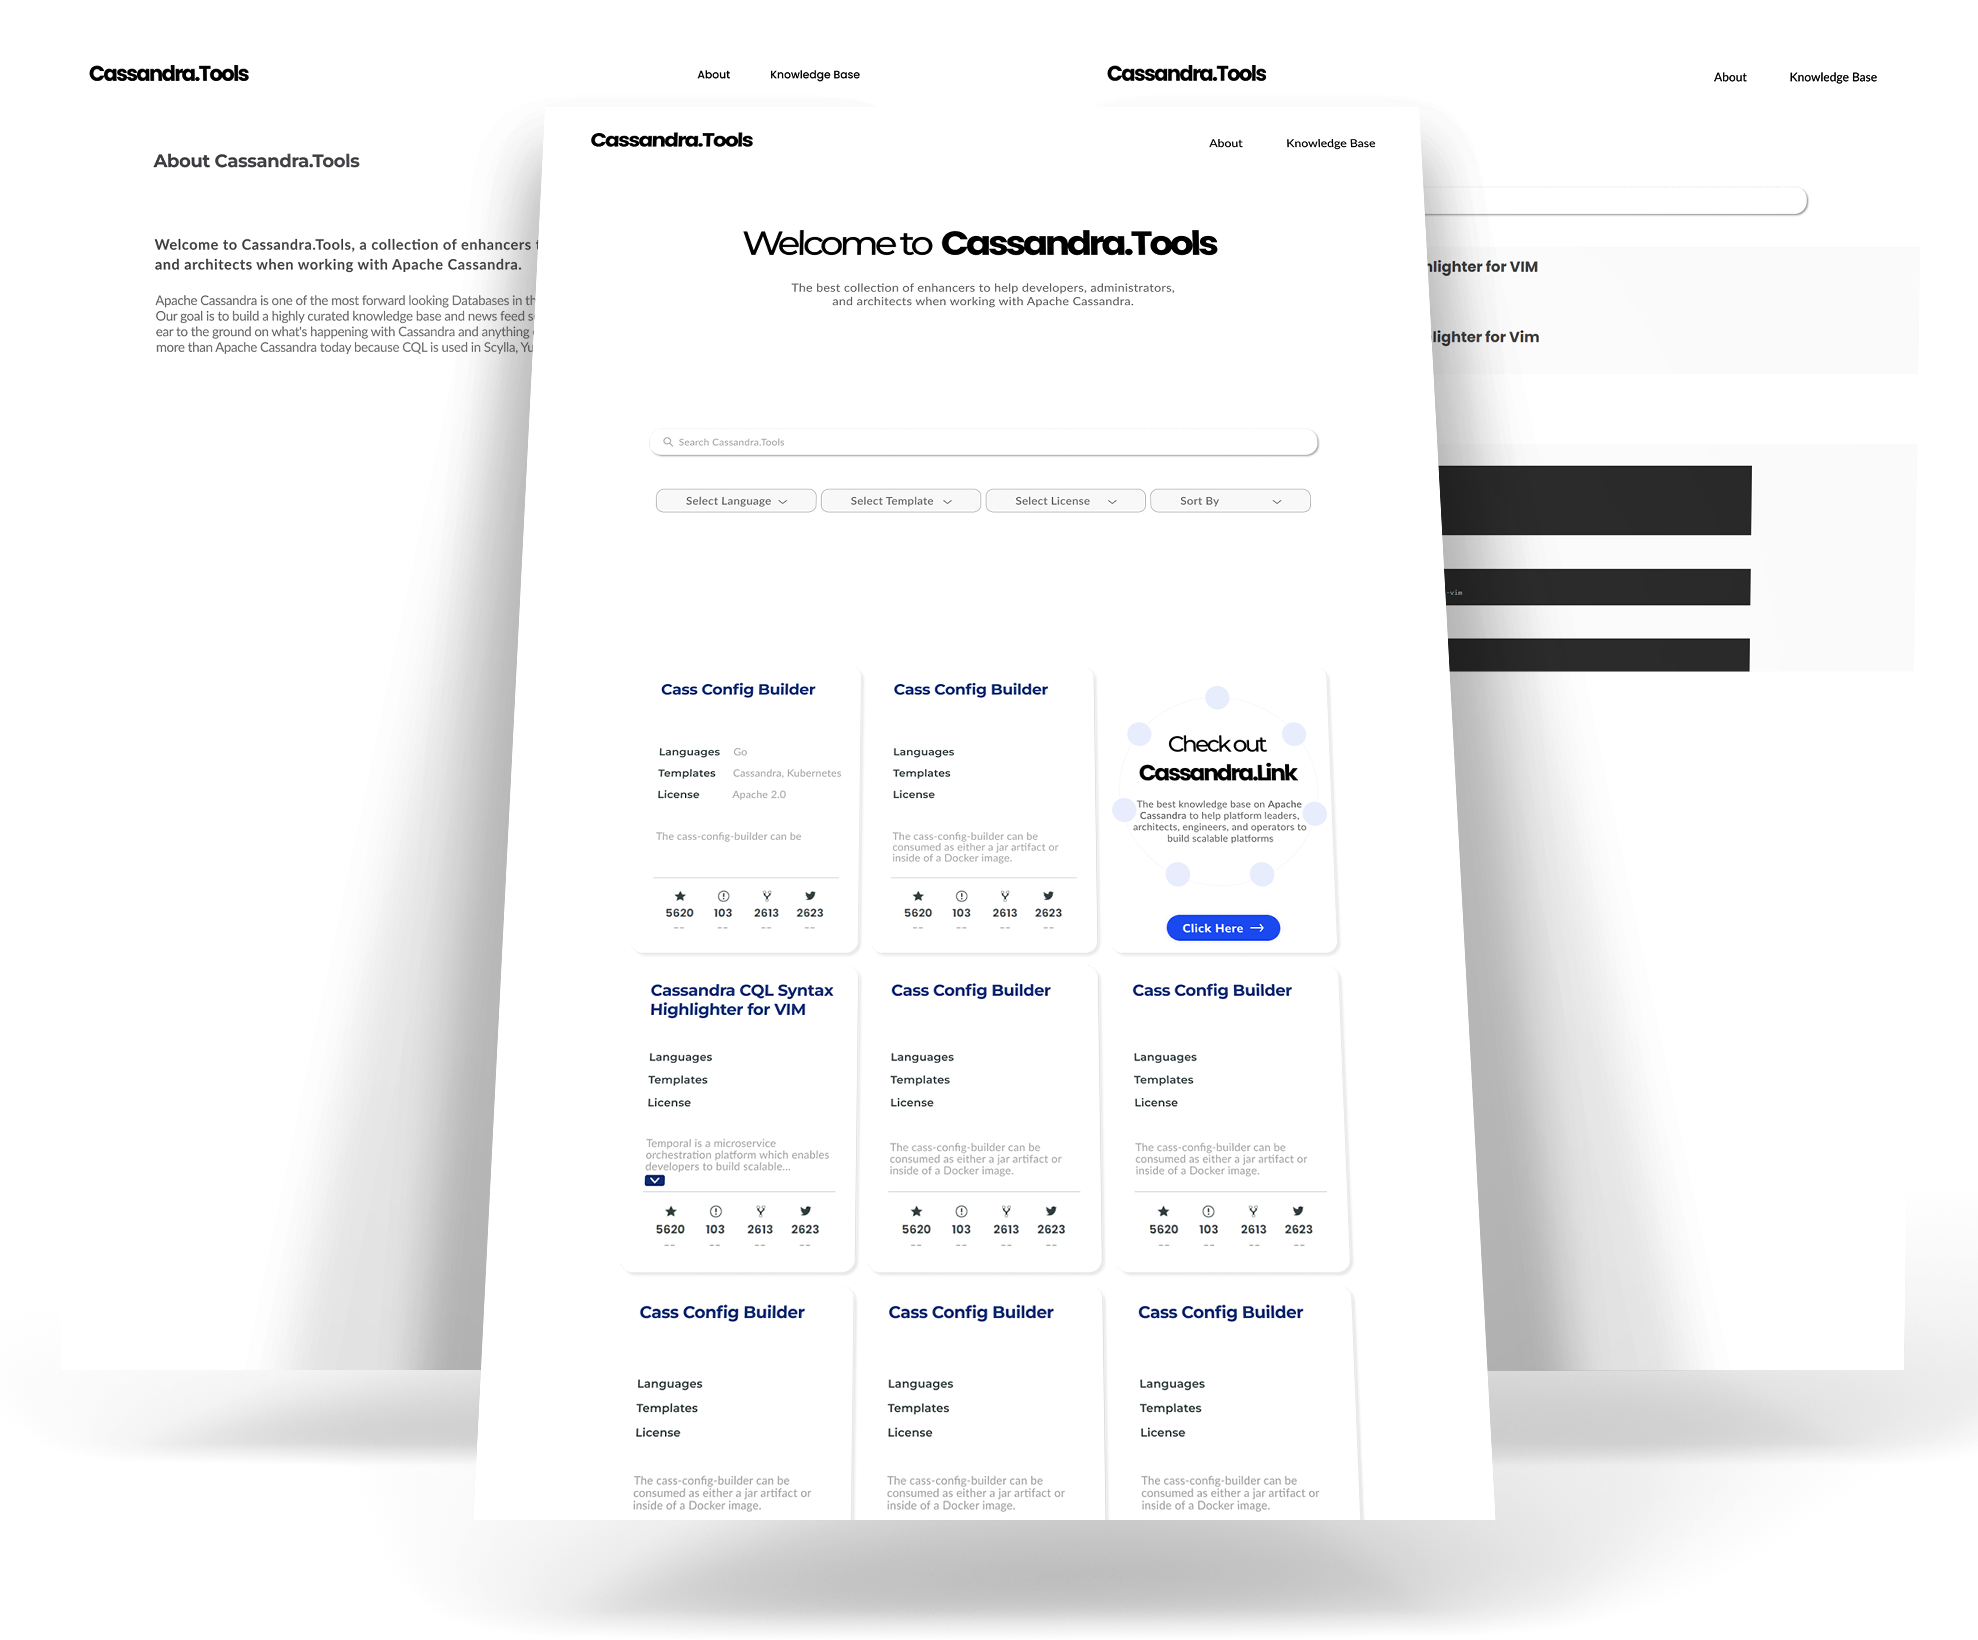 Cassandra.Tools
About
Knowledge Base
About Cassandra.Tools
Welcome to Cassandra.Tools, a collection of enhancers
and architects when working with Apache Cassandra.
Apache Cassandra is one of the most forward looking Databases in
Our goal is to build a highly curated knowledge base and news feed
ear to the ground on what's happening with Cassandra and anything
more than Apache Cassandra today because CQL is used in Scylla,
Cassandra.Tools
About
Knowledge Base
Welcome to Cassandra.Tools
The best collection of enhancers to help developers, administrators,
and architects when working with Apache Cassandra.
Search Cassandra.Tools
Select Language
Select Template
Select License
Sort By
Cass Config Builder
Languages Go
Templates Cassandra, Kubernetes
License Apache 2.0
The cass-config-builder can be
5620 103 2613 2623
-- -- -- --
Cass Config Builder
Languages
Templates
License
The cass-config-builder can be
consumed as either a jar artifact or
inside of a Docker image.
5620 103 2613 2623
-- -- -- --
Check out
Cassandra.Link
The best knowledge base on Apache
Cassandra to help platform leaders,
architects, engineers, and operators to
build scalable platforms
Click Here
Cassandra CQL Syntax
Highlighter for VIM
Languages
Templates
License
Temporal is a microservice
orchestration platform which enables
developers to build scalable...
5620 103 2613 2623
-- -- -- --
Cass Config Builder
Languages
Templates
License
The cass-config-builder can be
consumed as either a jar artifact or
inside of a Docker image.
5620 103 2613 2623
-- -- -- --
Cass Config Builder
Languages
Templates
License
The cass-config-builder can be
consumed as either a jar artifact or
inside of a Docker image.
5620 103 2613 2623
-- -- -- --
Cass Config Builder
Languages
Templates
License
The cass-config-builder can be
consumed as either a jar artifact or
inside of a Docker image.
Cass Config Builder
Languages
Templates
License
The cass-config-builder can be
consumed as either a jar artifact or
inside of a Docker image.
Cass Config Builder
Languages
Templates
License
The cass-config-builder can be
consumed as either a jar artifact or
inside of a Docker image.
Cassandra.Tools
About
Knowledge Base
for VIM
for Vim
-vim